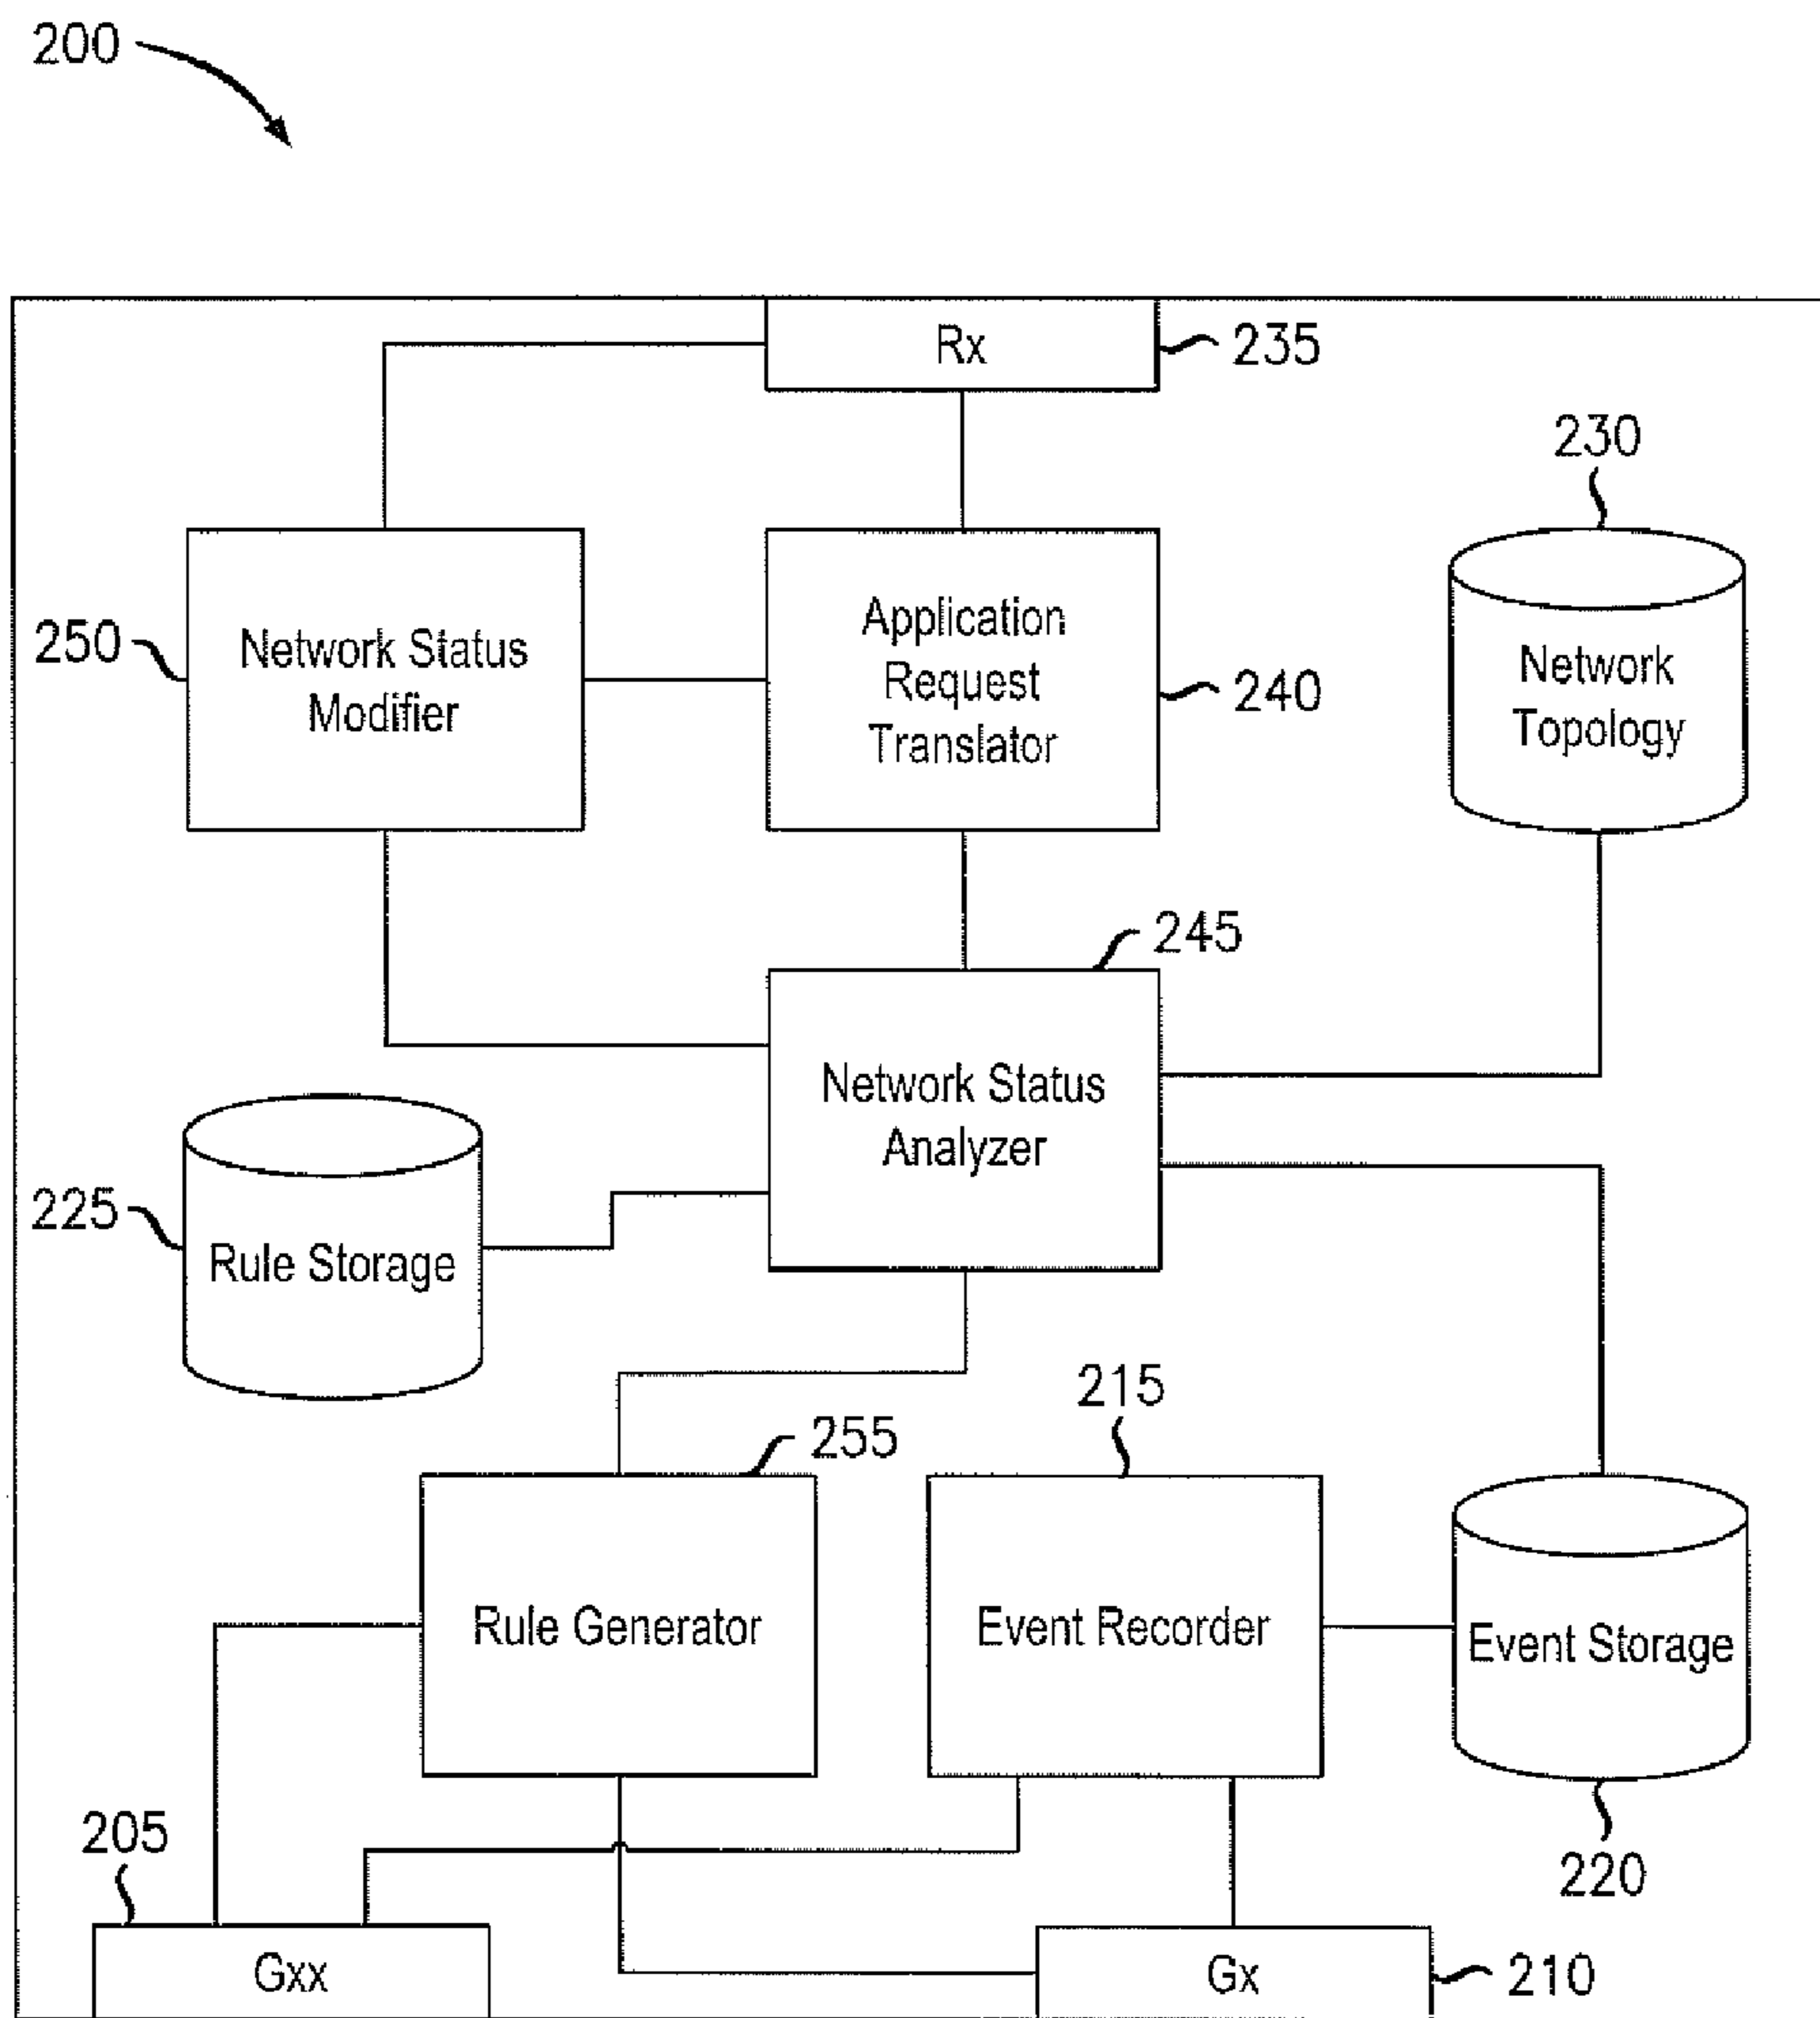 200
Rx
235
230
250
Network Status
Modifier
Application
Request
Translator
240
Network
Topology
245
Network Status
Analyzer
225
Rule Storage
215
255
Rule Generator
Event Recorder
Event Storage
205
220
Gxx
Gx
210